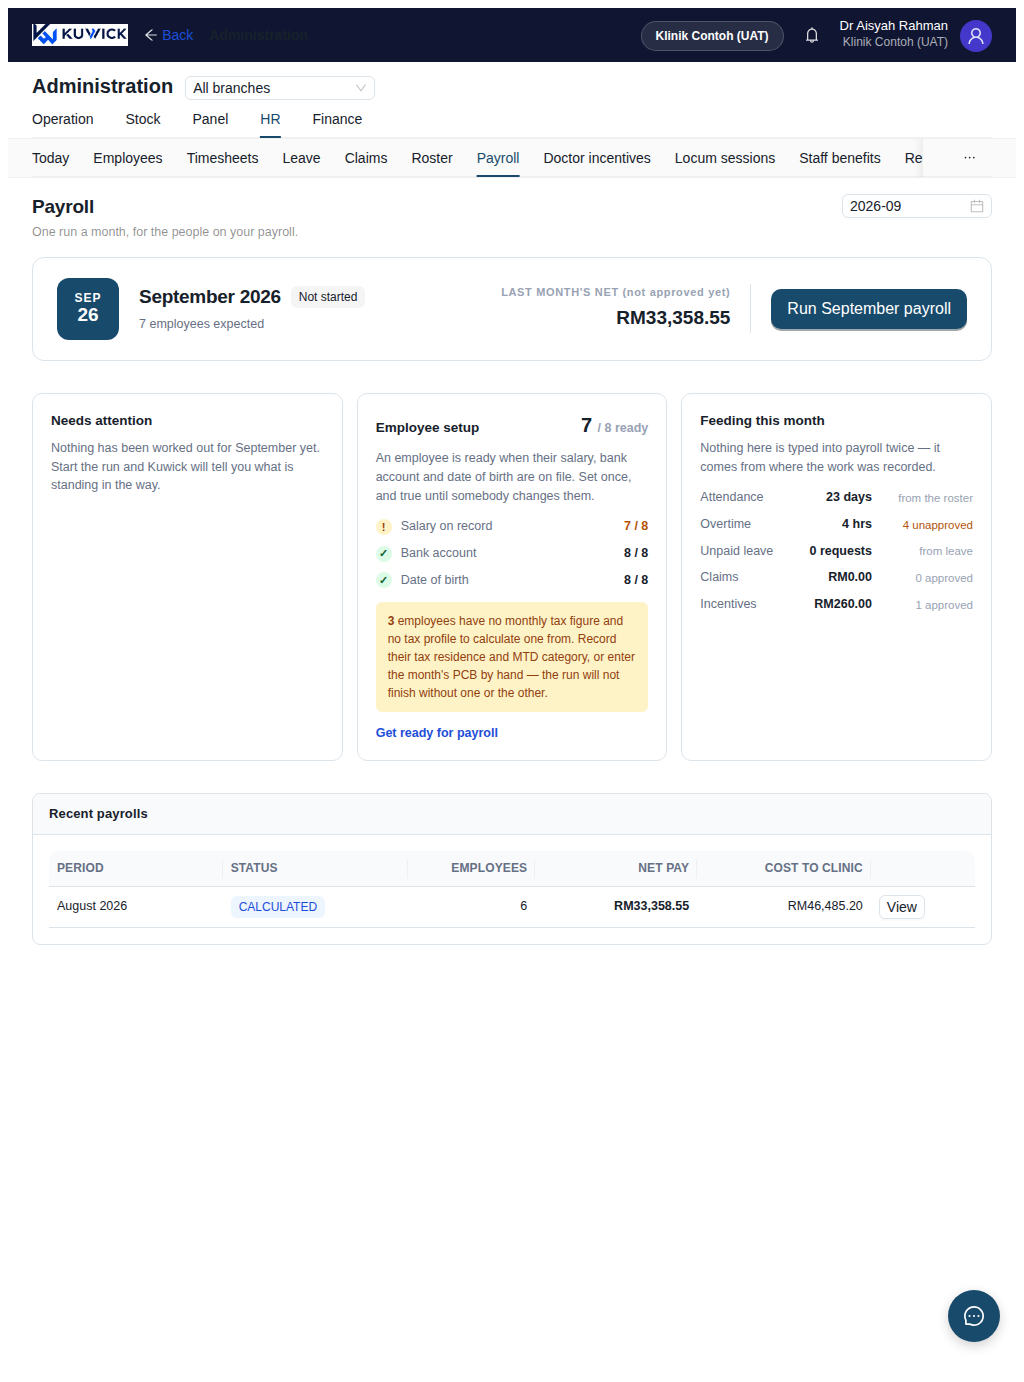 KUVVICK
Back Administration
Klinik Contoh (UAT)
Dr Aisyah Rahman
Klinik Contoh (UAT)
Administration
All branches
Operation Stock Panel HR Finance
Today Employees Timesheets Leave Claims Roster Payroll Doctor incentives Locum sessions Staff benefits Re ...
Payroll
2026-09
One run a month, for the people on your payroll.
SEP
26
September 2026 Not started
7 employees expected
LAST MONTH'S NET (not approved yet)
RM33,358.55
Run September payroll
Needs attention
Nothing has been worked out for September yet.
Start the run and Kuwick will tell you what is
standing in the way.
Employee setup 7 / 8 ready
An employee is ready when their salary, bank
account and date of birth are on file. Set once,
and true until somebody changes them.
! Salary on record 7 / 8
✓ Bank account 8 / 8
✓ Date of birth 8 / 8
3 employees have no monthly tax figure and
no tax profile to calculate one from. Record
their tax residence and MTD category, or enter
the month's PCB by hand — the run will not
finish without one or the other.
Get ready for payroll
Feeding this month
Nothing here is typed into payroll twice — it
comes from where the work was recorded.
Attendance 23 days from the roster
Overtime 4 hrs 4 unapproved
Unpaid leave 0 requests from leave
Claims RM0.00 0 approved
Incentives RM260.00 1 approved
Recent payrolls
PERIOD STATUS EMPLOYEES NET PAY COST TO CLINIC
August 2026 CALCULATED 6 RM33,358.55 RM46,485.20 View